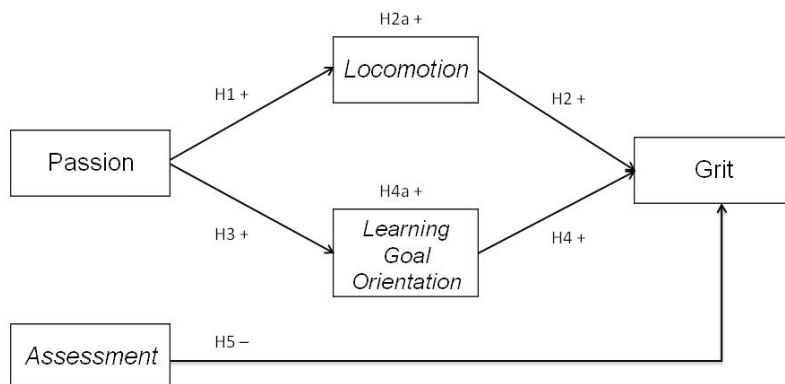 H2a +
Locomotion
H1 +
H2 +
Passion
Grit
H4a +
H3 +
Learning
Goal
Orientation
H4 +
H5 –
Assessment